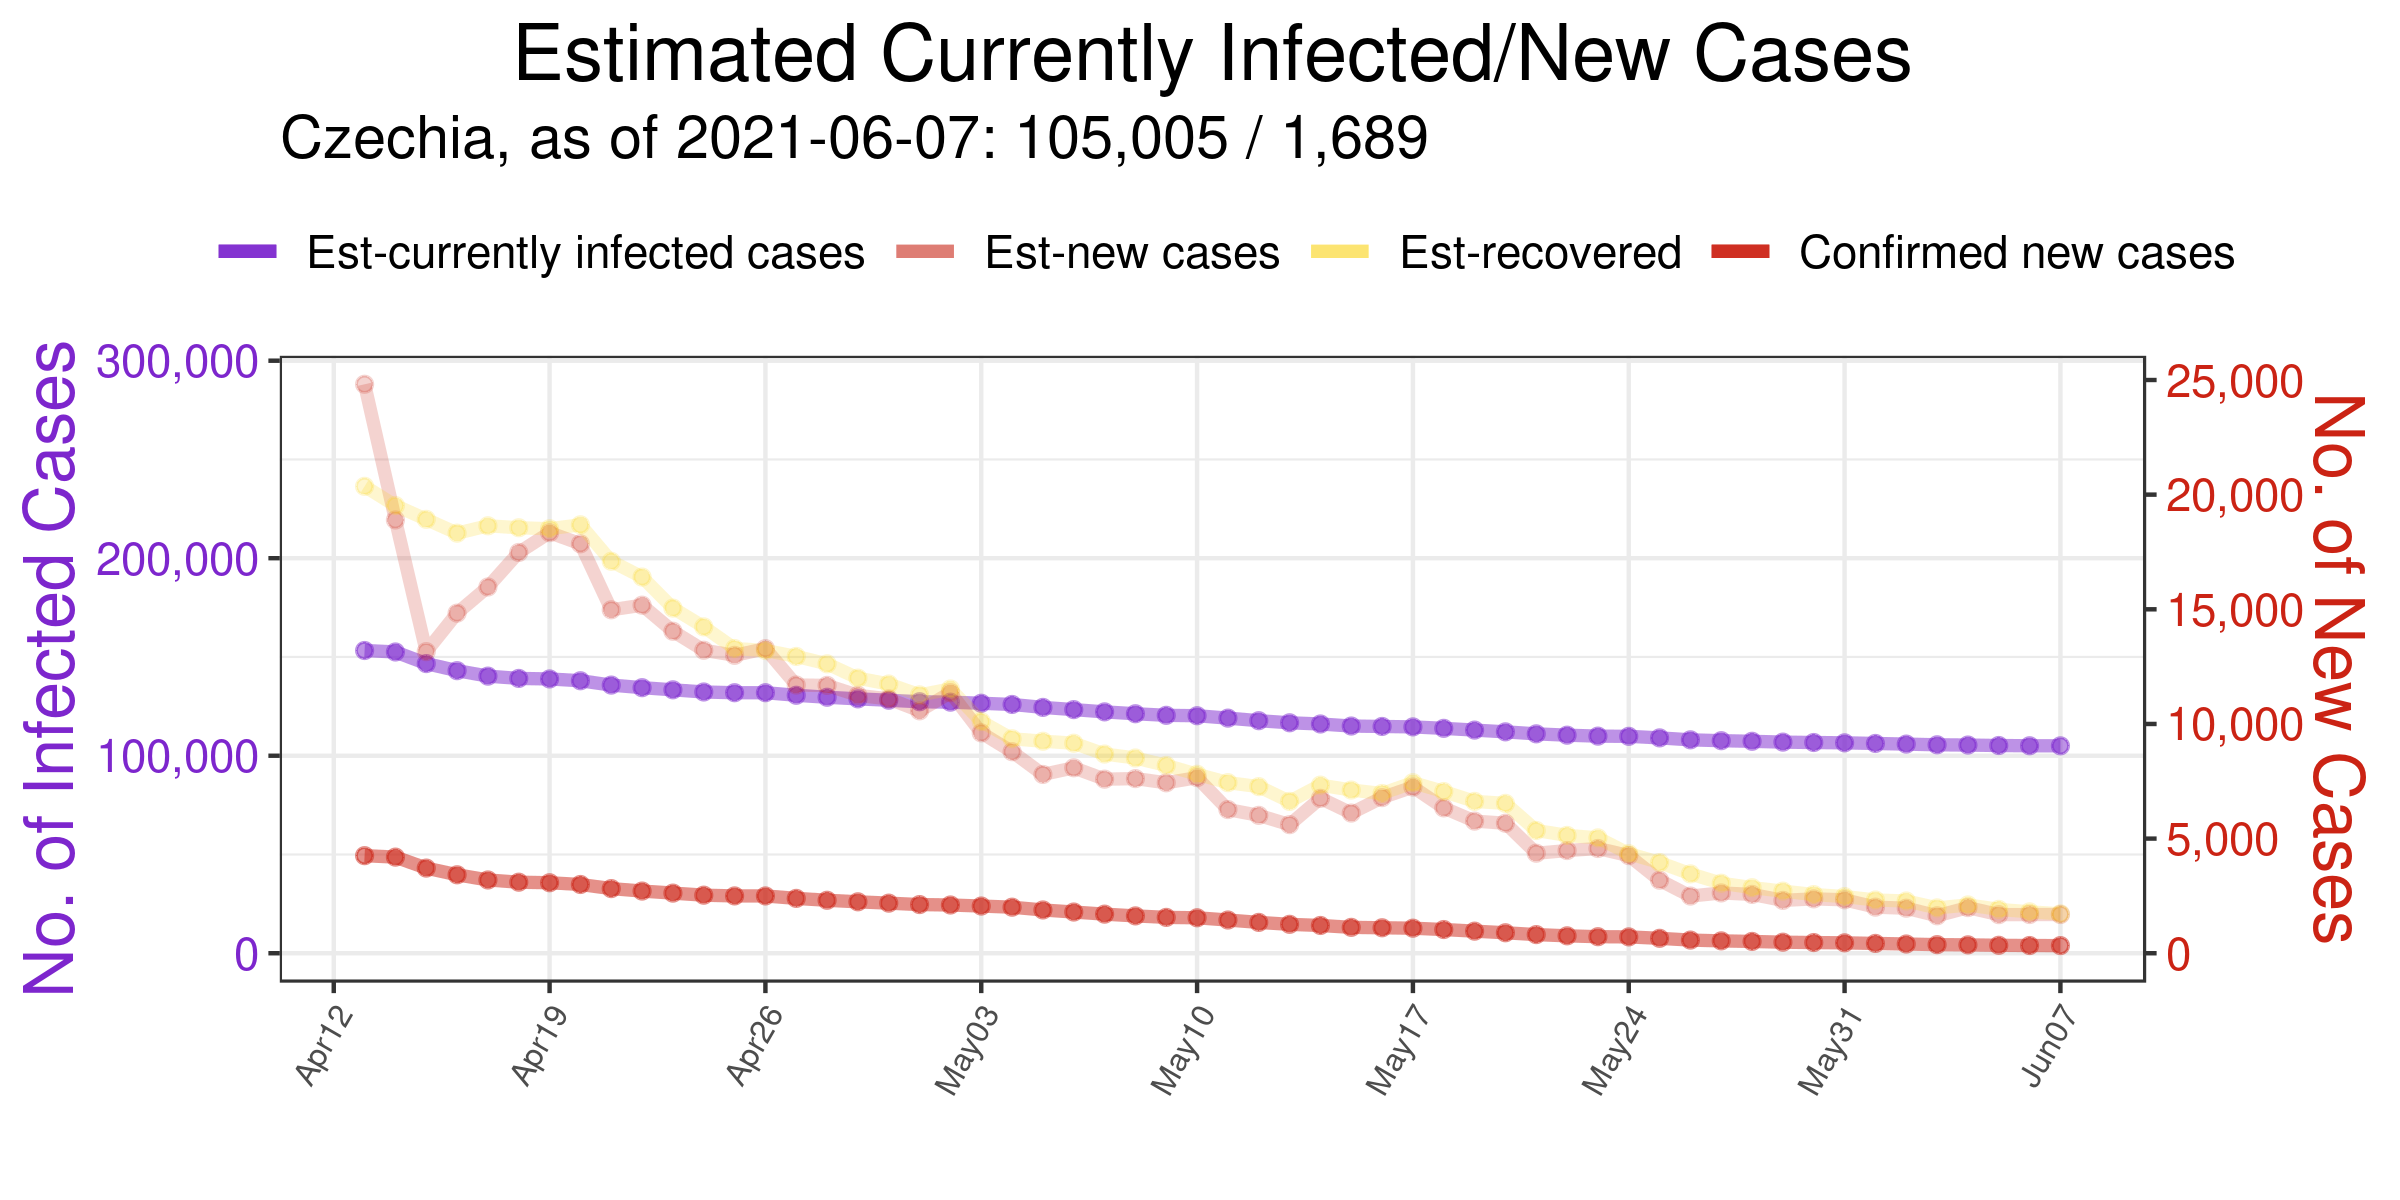 Estimated Currently Infected/New Cases
Czechia, as of 2021-06-07: 105,005 / 1,689
Est-currently infected cases
Est-new cases
Est-recovered
Confirmed new cases
No. of Infected Cases
300,000
200,000
100,000
0
25,000
20,000
15,000
10,000
5,000
0
No. of New Cases
Apr12
Apr19
Apr26
May03
May10
May17
May24
May31
Jun07